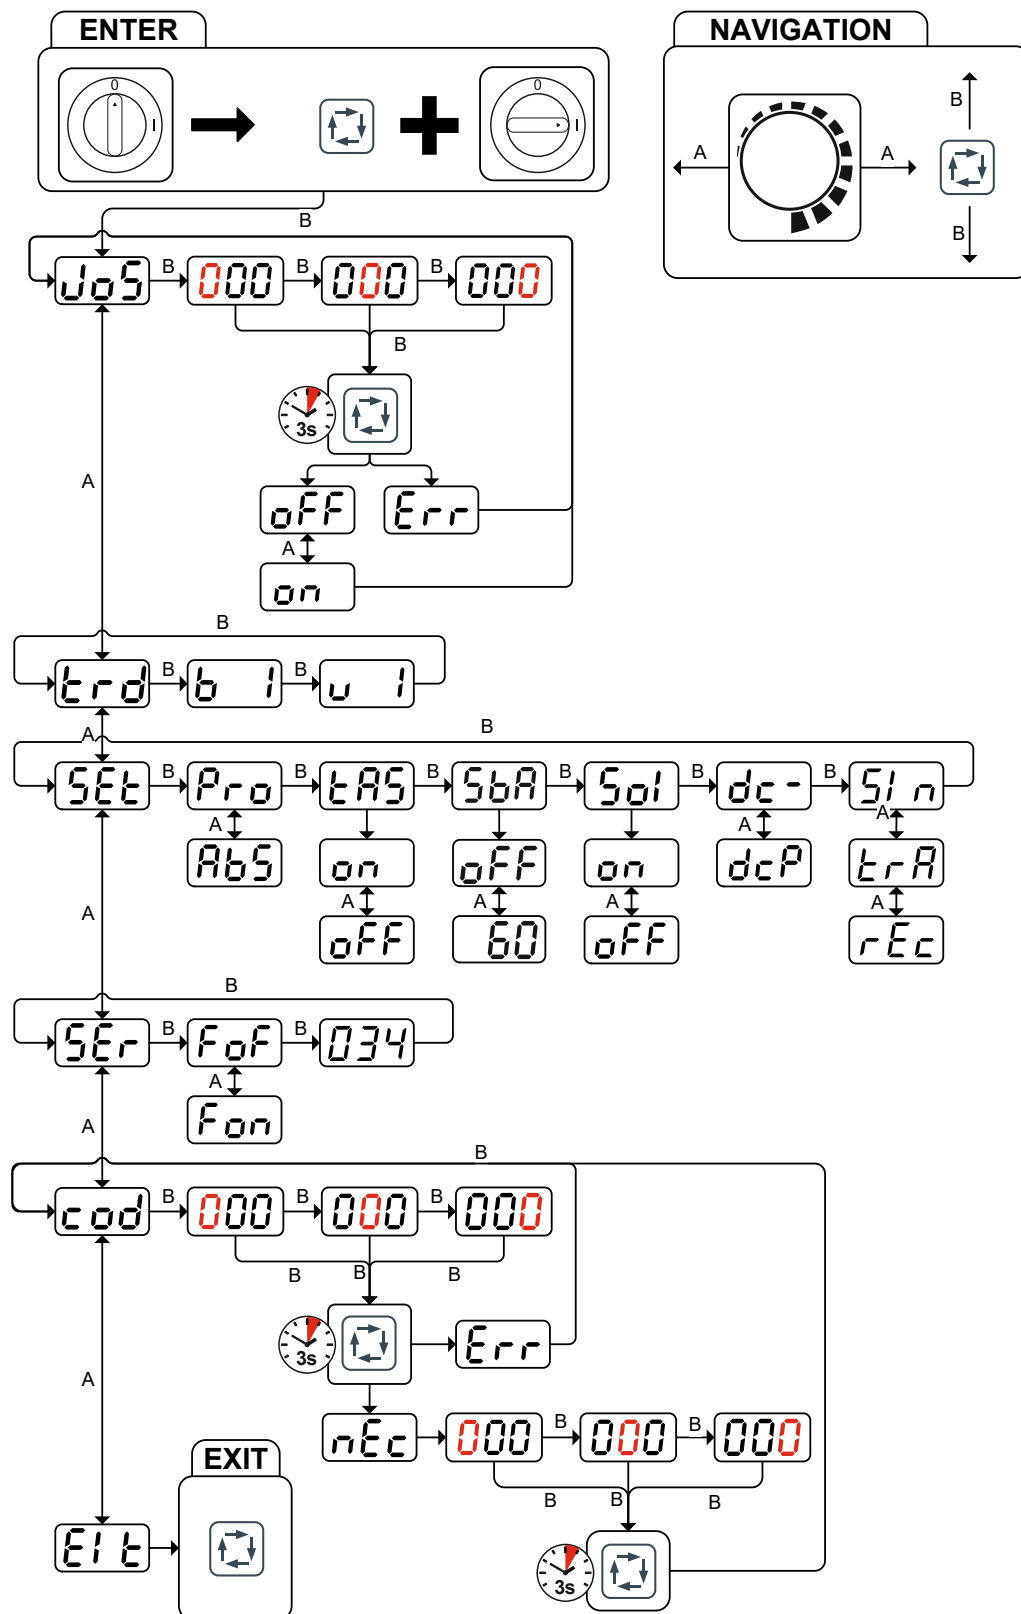 ENTER NAVIGATION
0 I 0 I
B
A A
B
B
JoS B 000 B 000 B 000
B
3s
A
oFF Err
A
on
B
trd B b 1 B u 1
A
B
SEt B Pro B tAS B SbA B Sol B dc- B SIn
A A A
AbS on oFF on dcP trA
A A A A A
oFF 60 oFF rEc
B
SEr B FoF B 034
A
Fon
A
B
cod B 000 B 000 B 000
B B B
3s Err
A
nEc 000 B 000 B 000
EXIT
B B B
EIt
3s